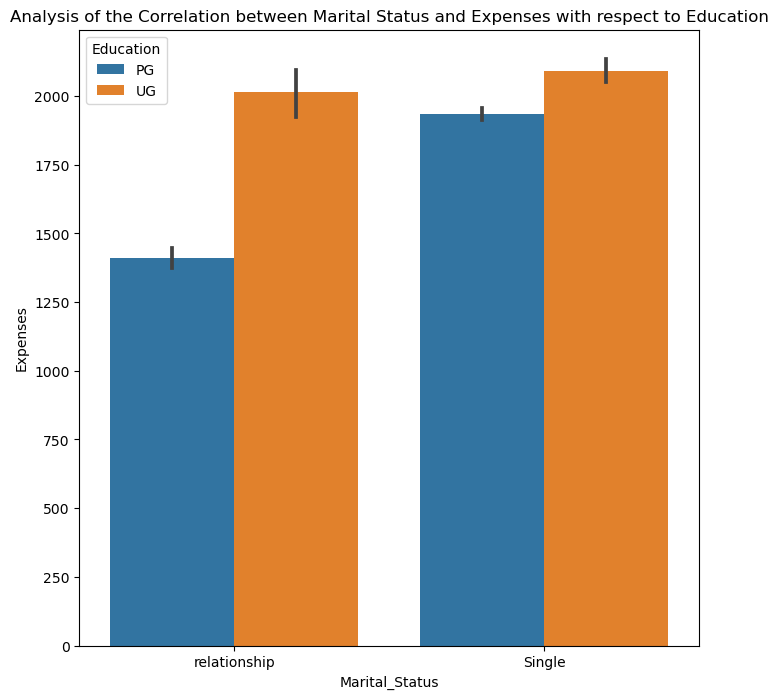 Analysis of the Correlation between Marital Status and Expenses with respect to Education
Education
PG
UG
Expenses
2000
1750
1500
1250
1000
750
500
250
0
relationship
Single
Marital_Status